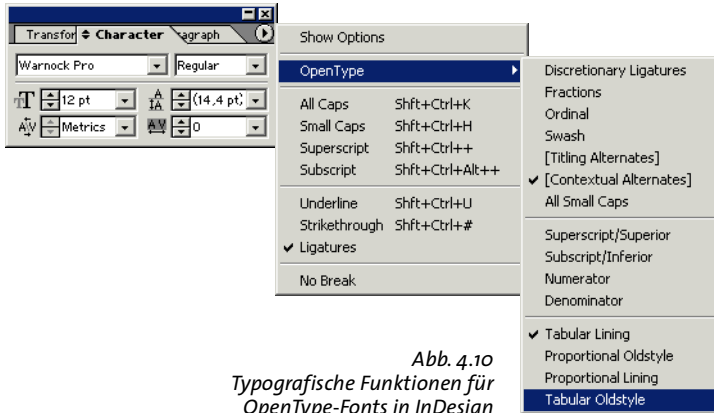 Transfor Character ragraph
Warnock Pro Regular
12 pt (14,4 pt)
Metrics 0
Show Options
OpenType
All Caps Shft+Ctrl+K
Small Caps Shft+Ctrl+H
Superscript Shft+Ctrl++
Subscript Shft+Ctrl+Alt++
Underline Shft+Ctrl+U
Strikethrough Shft+Ctrl+#
Ligatures
No Break
Discretionary Ligatures
Fractions
Ordinal
Swash
[Titling Alternates]
[Contextual Alternates]
All Small Caps
Superscript/Superior
Subscript/Inferior
Numerator
Denominator
Tabular Lining
Proportional Oldstyle
Proportional Lining
Tabular Oldstyle
Abb. 4.10
Typografische Funktionen für
OpenType-Fonts in InDesign